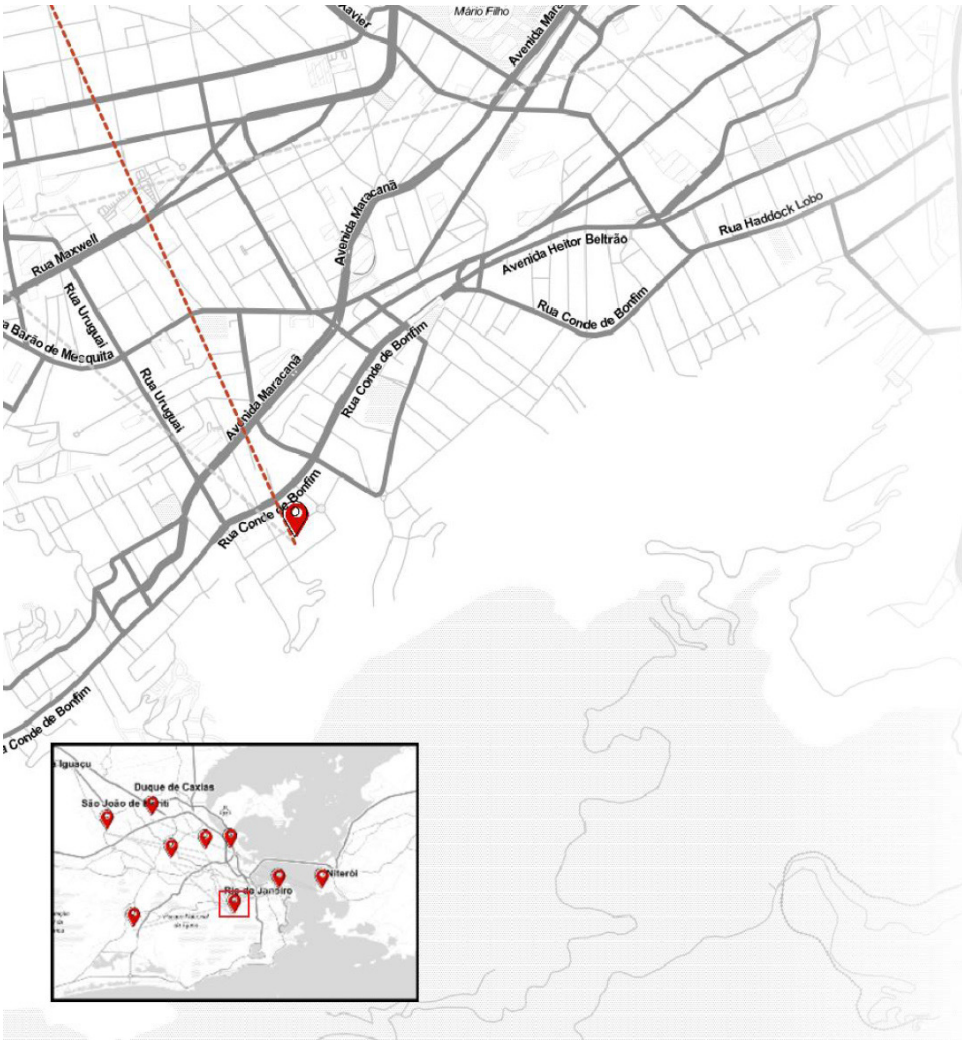 Mário Filho
Xavier
Avenida Mara
Avenida Maracanã
Rua Haddock Lobo
Rua Maxwell
Avenida Heitor Beltrão
Rua Uruguai
Rua Conde de Bonfim
a Barão de Mesquita
Rua Conde de Bonfim
Rua Uruguai
Avenida Maracanã
Rua Conde de Bonfim
a Conde de Bonfim
a Iguaçu
Duque de Caxias
São João de Meriti
Niterói
Rio de Janeiro